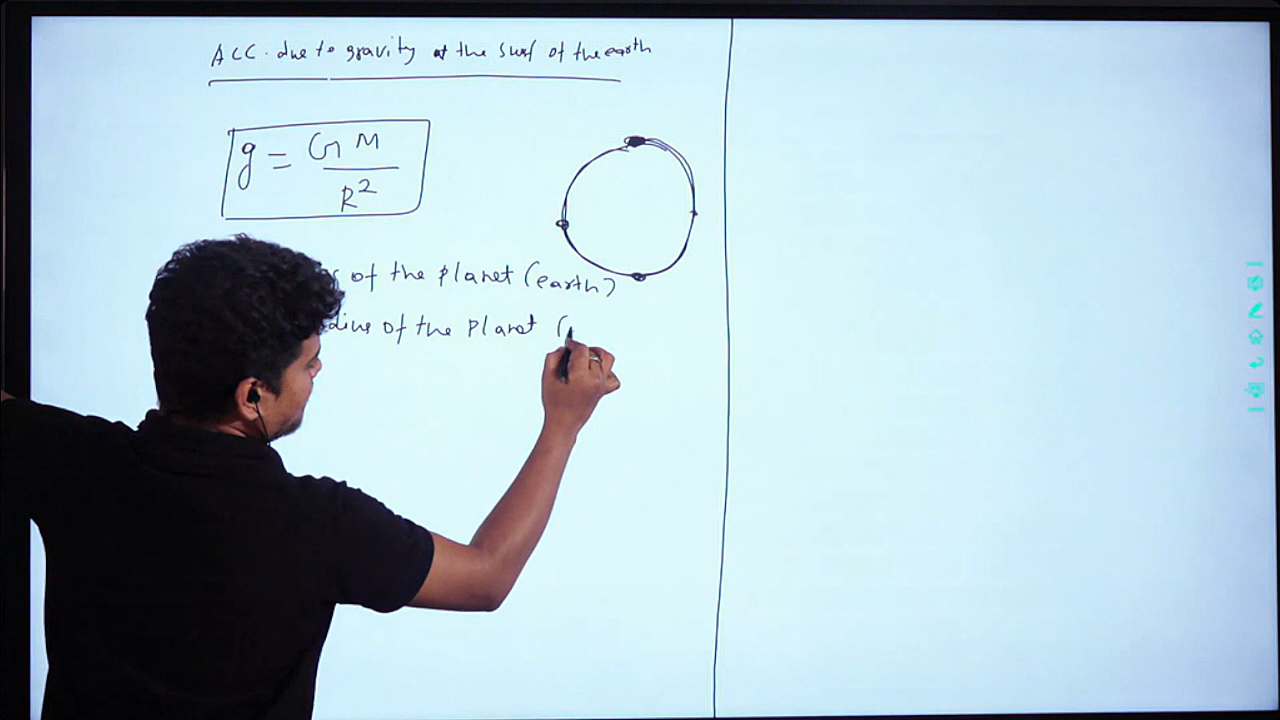 Acc. due to gravity at the surf of the earth
g = GM
R²
of the planet (earth)
of the planet (